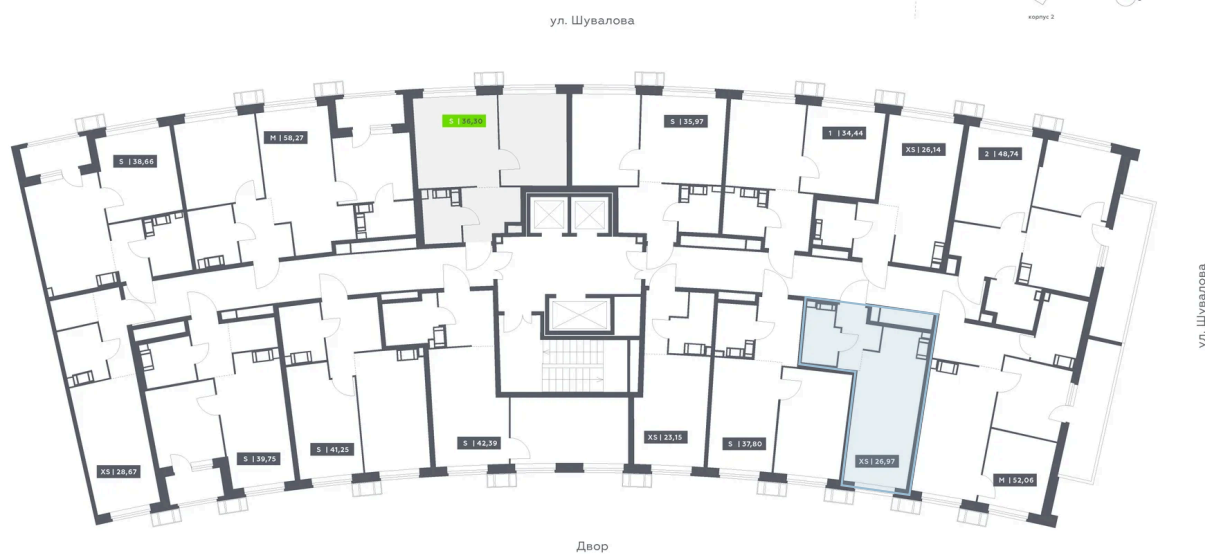 корпус 2
ул. Шувалова
S | 36,30
S | 35,97
1 | 34,44
M | 58,27
XS | 26,14
2 | 48,74
S | 38,66
ул. Шувалова
XS | 28,67
S | 39,75
S | 41,25
S | 42,39
XS | 23,15
S | 37,80
XS | 26,97
M | 52,06
Двор